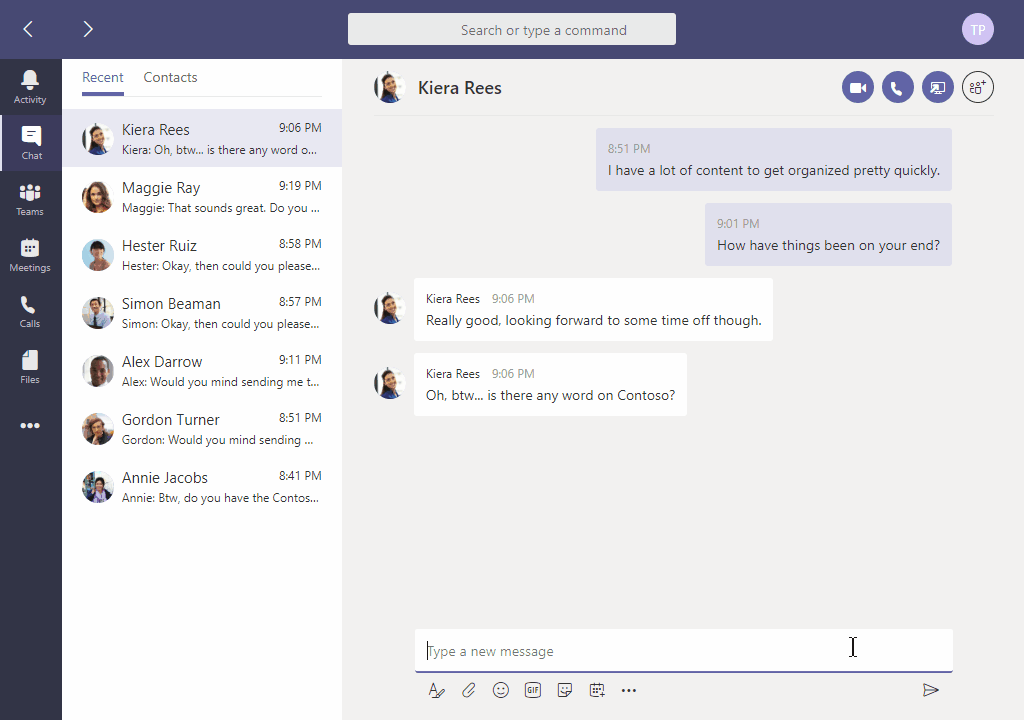 Search or type a command
TP
Activity
Chat
Teams
Meetings
Calls
Files
Recent Contacts
Kiera Rees 9:06 PM
Kiera: Oh, btw... is there any word o...
Maggie Ray 9:19 PM
Maggie: That sounds great. Do you ...
Hester Ruiz 8:58 PM
Hester: Okay, then could you please...
Simon Beaman 8:57 PM
Simon: Okay, then could you please...
Alex Darrow 9:11 PM
Alex: Would you mind sending me t...
Gordon Turner 8:51 PM
Gordon: Would you mind sending ...
Annie Jacobs 8:41 PM
Annie: Btw, do you have the Contos...
Kiera Rees
8:51 PM
I have a lot of content to get organized pretty quickly.
9:01 PM
How have things been on your end?
Kiera Rees 9:06 PM
Really good, looking forward to some time off though.
Kiera Rees 9:06 PM
Oh, btw... is there any word on Contoso?
Type a new message
GIF